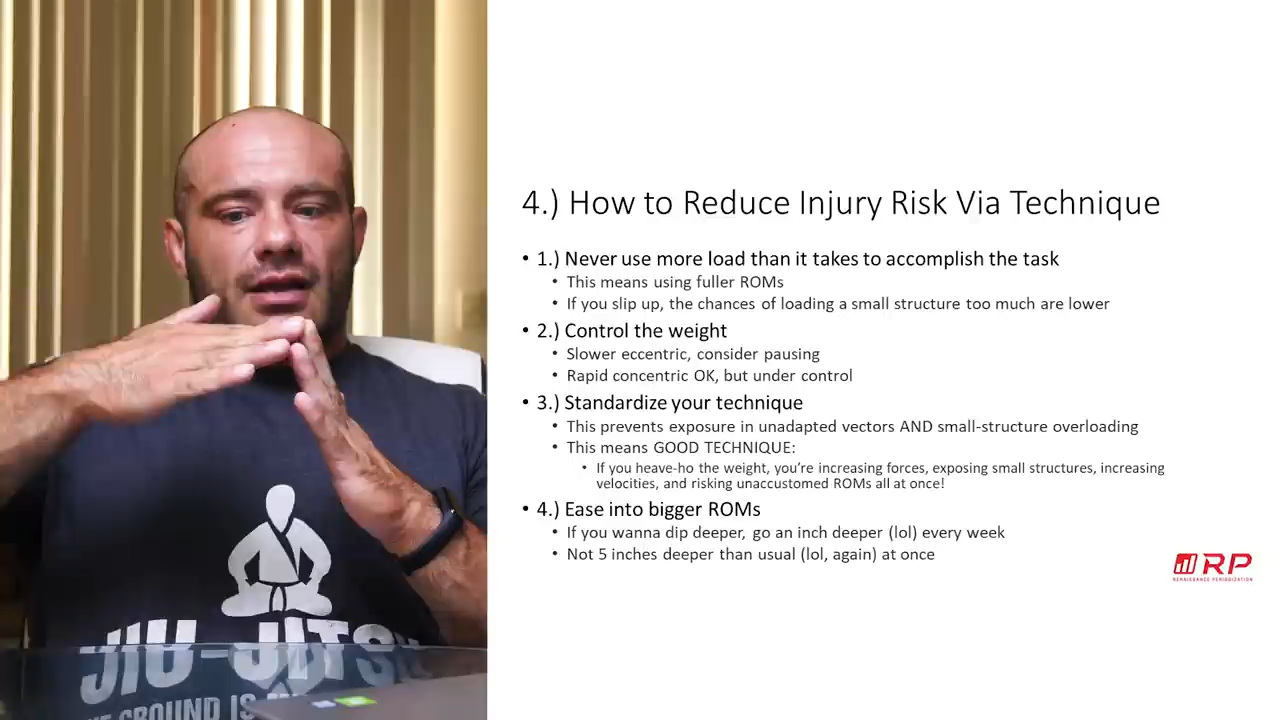 4.) How to Reduce Injury Risk Via Technique
• 1.) Never use more load than it takes to accomplish the task
• This means using fuller ROMs
• If you slip up, the chances of loading a small structure too much are lower
• 2.) Control the weight
• Slower eccentric, consider pausing
• Rapid concentric OK, but under control
• 3.) Standardize your technique
• This prevents exposure in unadapted vectors AND small-structure overloading
• This means GOOD TECHNIQUE:
• If you heave-ho the weight, you're increasing forces, exposing small structures, increasing
velocities, and risking unaccustomed ROMs all at once!
• 4.) Ease into bigger ROMs
• If you wanna dip deeper, go an inch deeper (lol) every week
• Not 5 inches deeper than usual (lol, again) at once
RP
RENAISSANCE PERIODIZATION
JIU-JITSU
GROUND IS